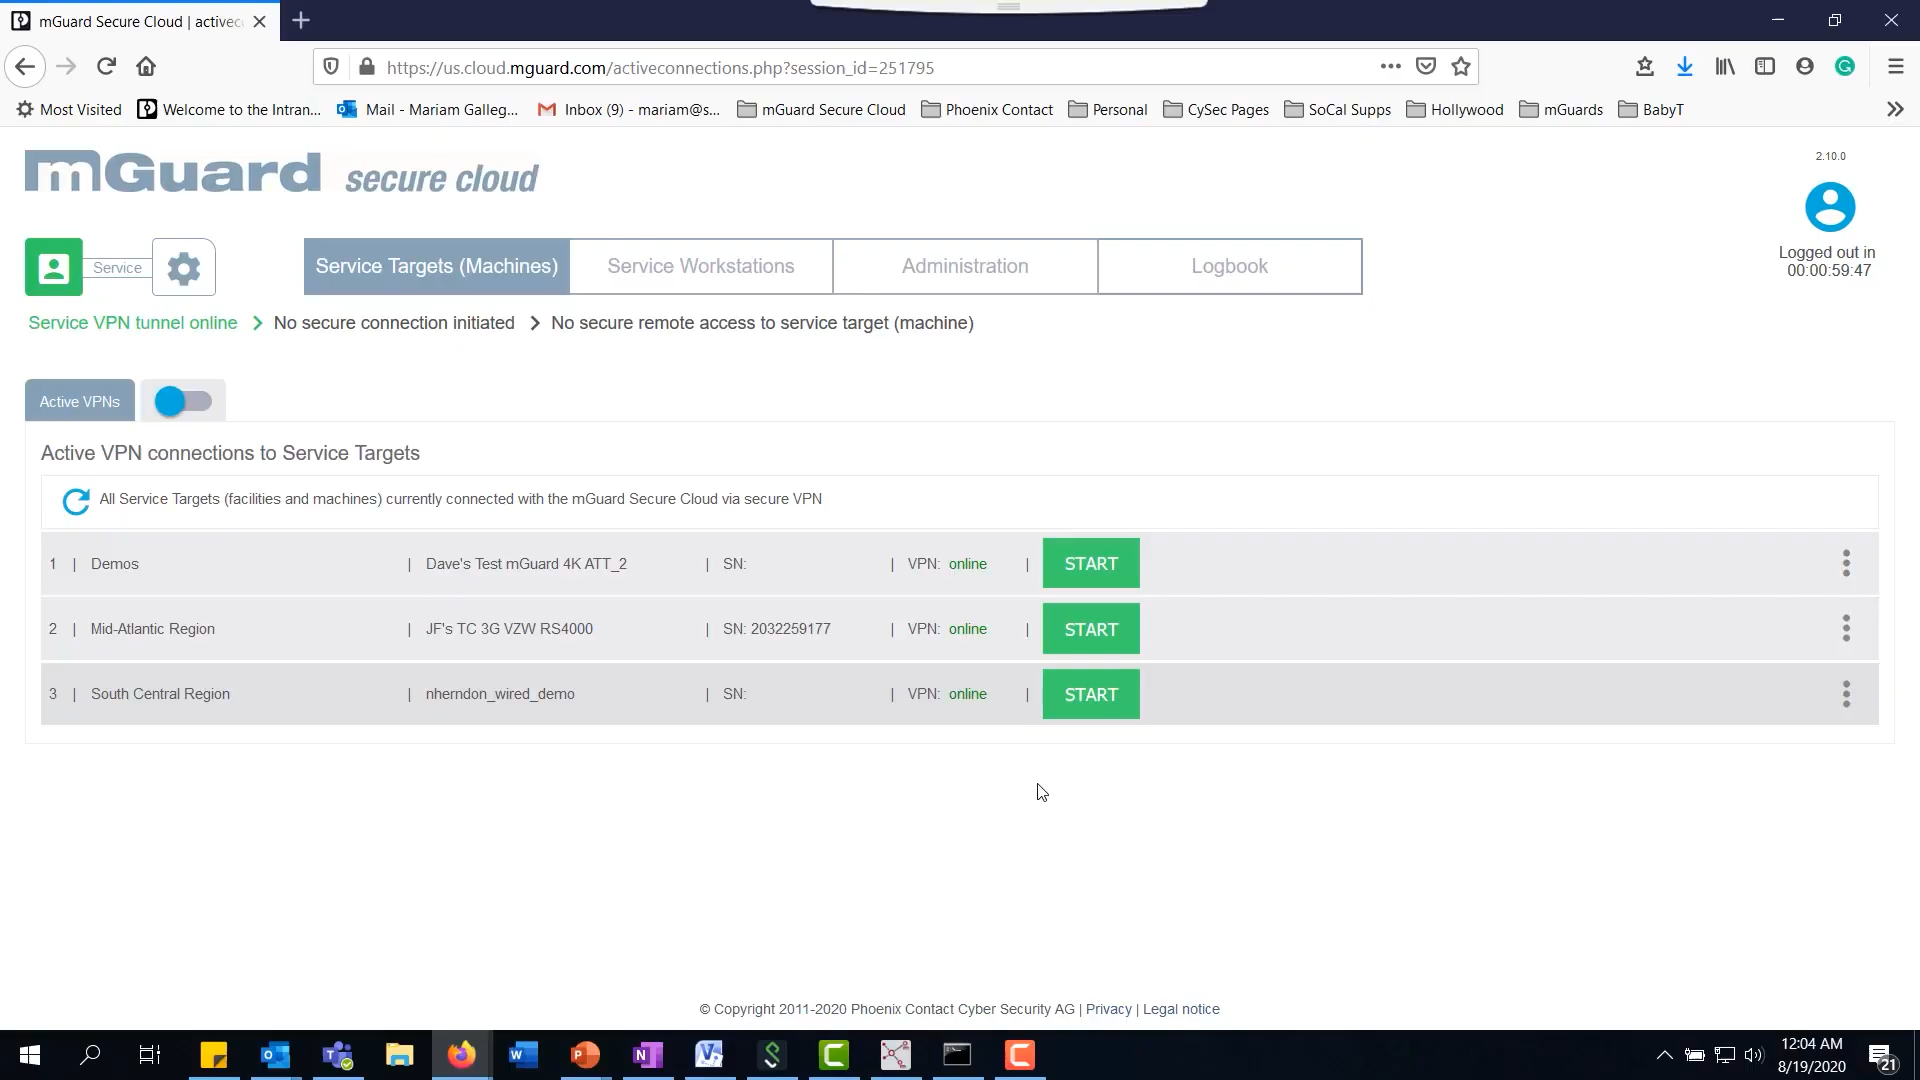 mGuard Secure Cloud | activec
https://us.cloud.mguard.com/activeconnections.php?session_id=251795
Most Visited Welcome to the Intran... Mail - Mariam Galleg... Inbox (9) - mariam@s... mGuard Secure Cloud Phoenix Contact Personal CySec Pages SoCal Supps Hollywood mGuards BabyT
mGuard secure cloud
2.10.0
Logged out in
00:00:59:47
Service
Service Targets (Machines) Service Workstations Administration Logbook
Service VPN tunnel online > No secure connection initiated > No secure remote access to service target (machine)
Active VPNs
Active VPN connections to Service Targets
All Service Targets (facilities and machines) currently connected with the mGuard Secure Cloud via secure VPN
1 | Demos | Dave's Test mGuard 4K ATT_2 | SN: | VPN: online | START
2 | Mid-Atlantic Region | JF's TC 3G VZW RS4000 | SN: 2032259177 | VPN: online | START
3 | South Central Region | nherndon_wired_demo | SN: | VPN: online | START
© Copyright 2011-2020 Phoenix Contact Cyber Security AG | Privacy | Legal notice
12:04 AM
8/19/2020
21